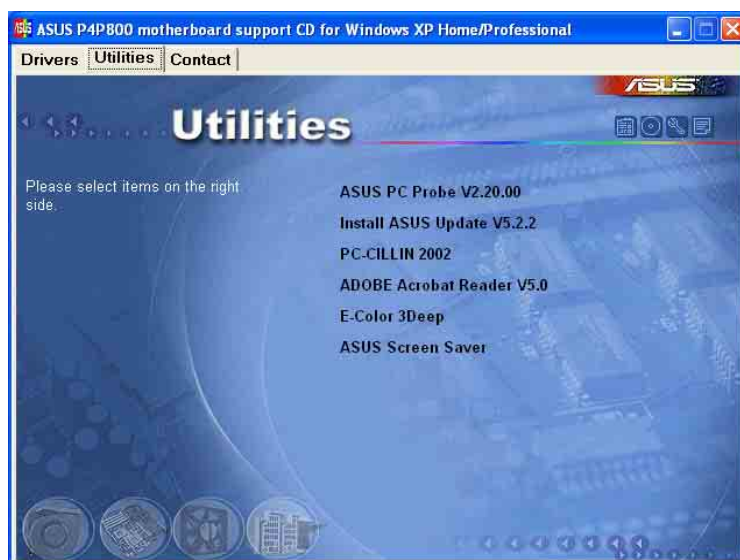 ASUS P4P800 motherboard support CD for Windows XP Home/Professional
Drivers Utilities Contact
ASUS
Utilities
Please select items on the right
side.
ASUS PC Probe V2.20.00
Install ASUS Update V5.2.2
PC-CILLIN 2002
ADOBE Acrobat Reader V5.0
E-Color 3Deep
ASUS Screen Saver